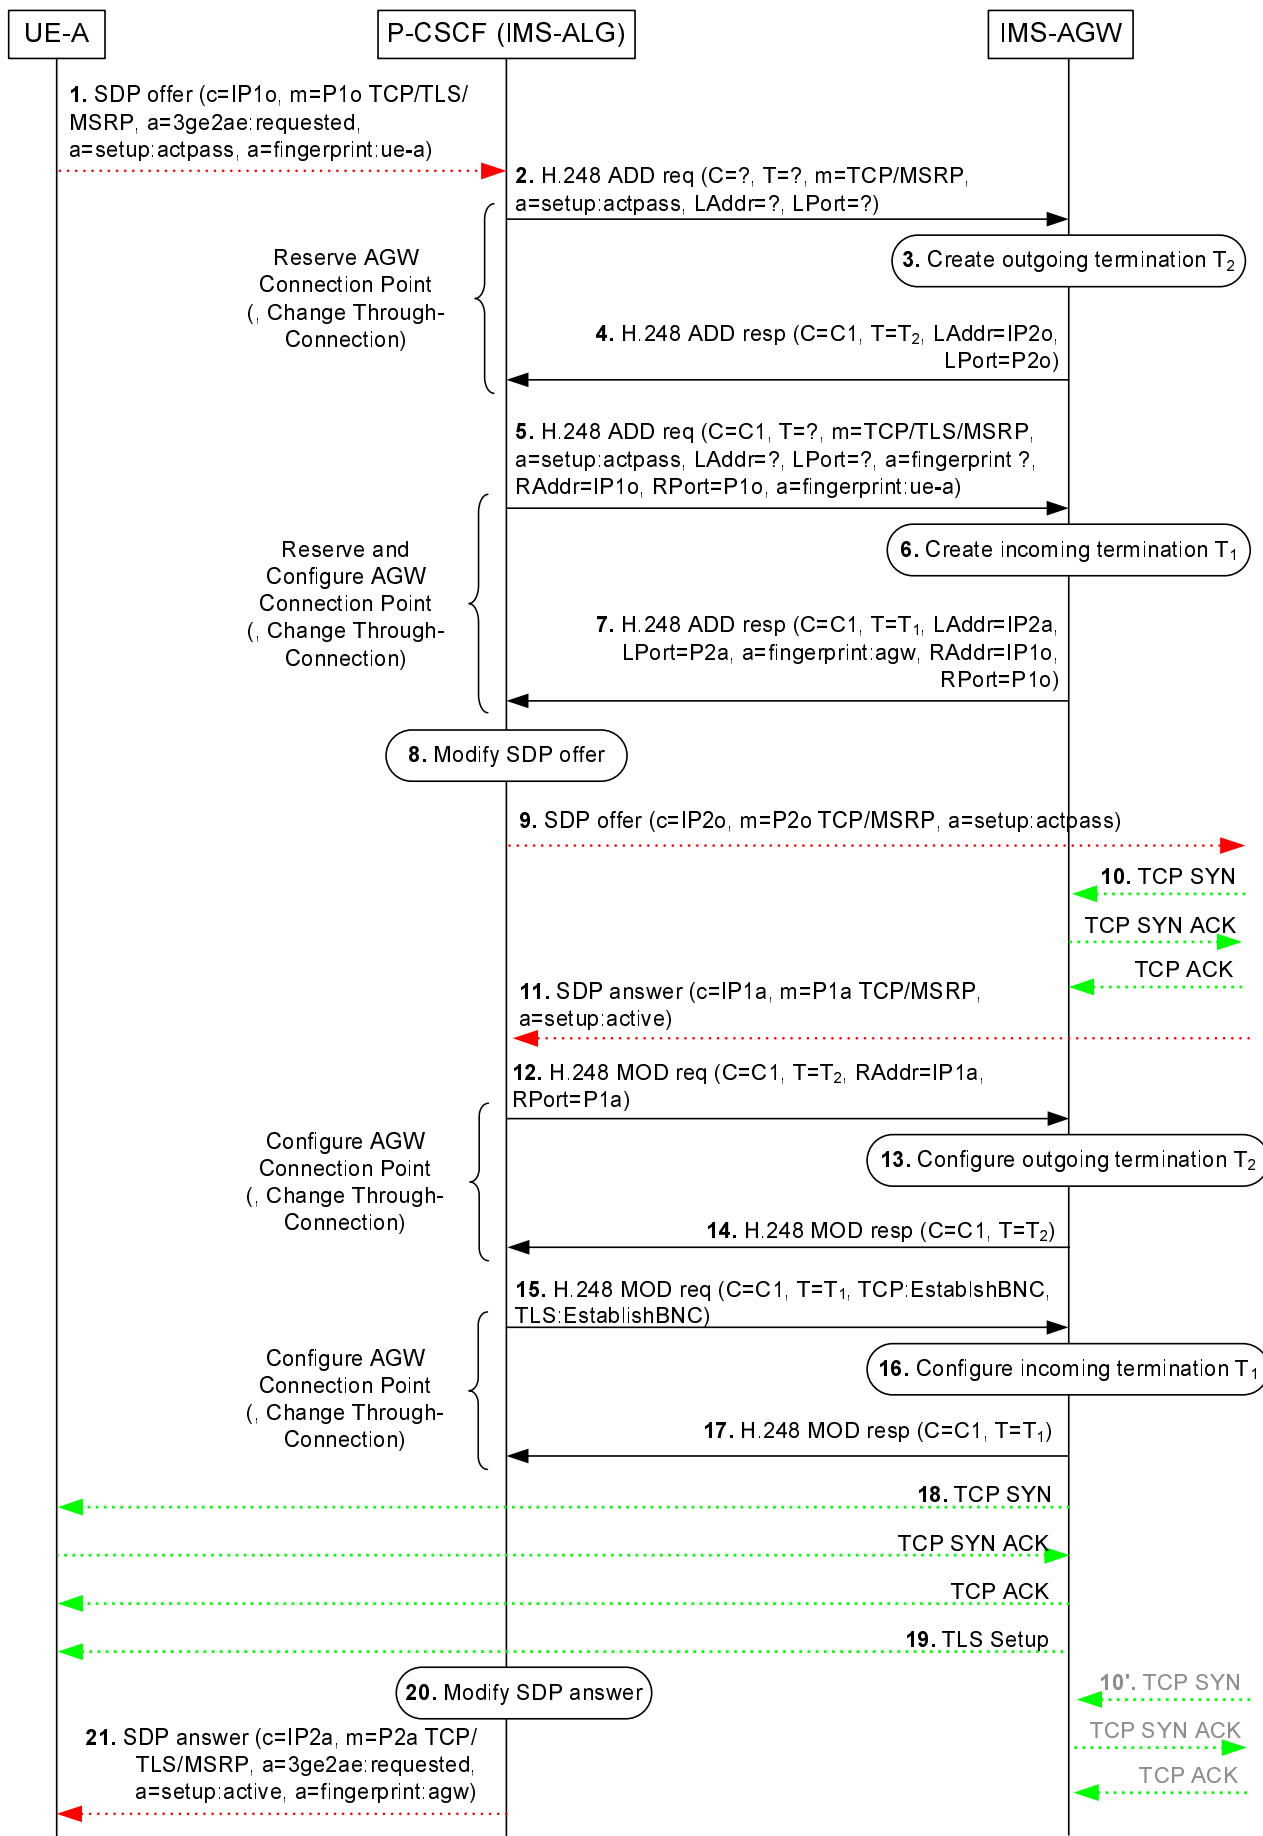 UE-A
P-CSCF (IMS-ALG)
IMS-AGW
1. SDP offer (c=IP1o, m=P1o TCP/TLS/
MSRP, a=3ge2ae:requested,
a=setup:actpass, a=fingerprint:ue-a)
2. H.248 ADD req (C=?, T=?, m=TCP/MSRP,
a=setup:actpass, LAddr=?, LPort=?)
Reserve AGW
Connection Point
(, Change Through-
Connection)
3. Create outgoing termination T2
4. H.248 ADD resp (C=C1, T=T2, LAddr=IP2o,
LPort=P2o)
5. H.248 ADD req (C=C1, T=?, m=TCP/TLS/MSRP,
a=setup:actpass, LAddr=?, LPort=?, a=fingerprint ?,
RAddr=IP1o, RPort=P1o, a=fingerprint:ue-a)
Reserve and
Configure AGW
Connection Point
(, Change Through-
Connection)
6. Create incoming termination T1
7. H.248 ADD resp (C=C1, T=T1, LAddr=IP2a,
LPort=P2a, a=fingerprint:agw, RAddr=IP1o,
RPort=P1o)
8. Modify SDP offer
9. SDP offer (c=IP2o, m=P2o TCP/MSRP, a=setup:actpass)
10. TCP SYN
TCP SYN ACK
TCP ACK
11. SDP answer (c=IP1a, m=P1a TCP/MSRP,
a=setup:active)
12. H.248 MOD req (C=C1, T=T2, RAddr=IP1a,
RPort=P1a)
Configure AGW
Connection Point
(, Change Through-
Connection)
13. Configure outgoing termination T2
14. H.248 MOD resp (C=C1, T=T2)
15. H.248 MOD req (C=C1, T=T1, TCP:EstablshBNC,
TLS:EstablishBNC)
Configure AGW
Connection Point
(, Change Through-
Connection)
16. Configure incoming termination T1
17. H.248 MOD resp (C=C1, T=T1)
18. TCP SYN
TCP SYN ACK
TCP ACK
19. TLS Setup
20. Modify SDP answer
10'. TCP SYN
TCP SYN ACK
TCP ACK
21. SDP answer (c=IP2a, m=P2a TCP/
TLS/MSRP, a=3ge2ae:requested,
a=setup:active, a=fingerprint:agw)